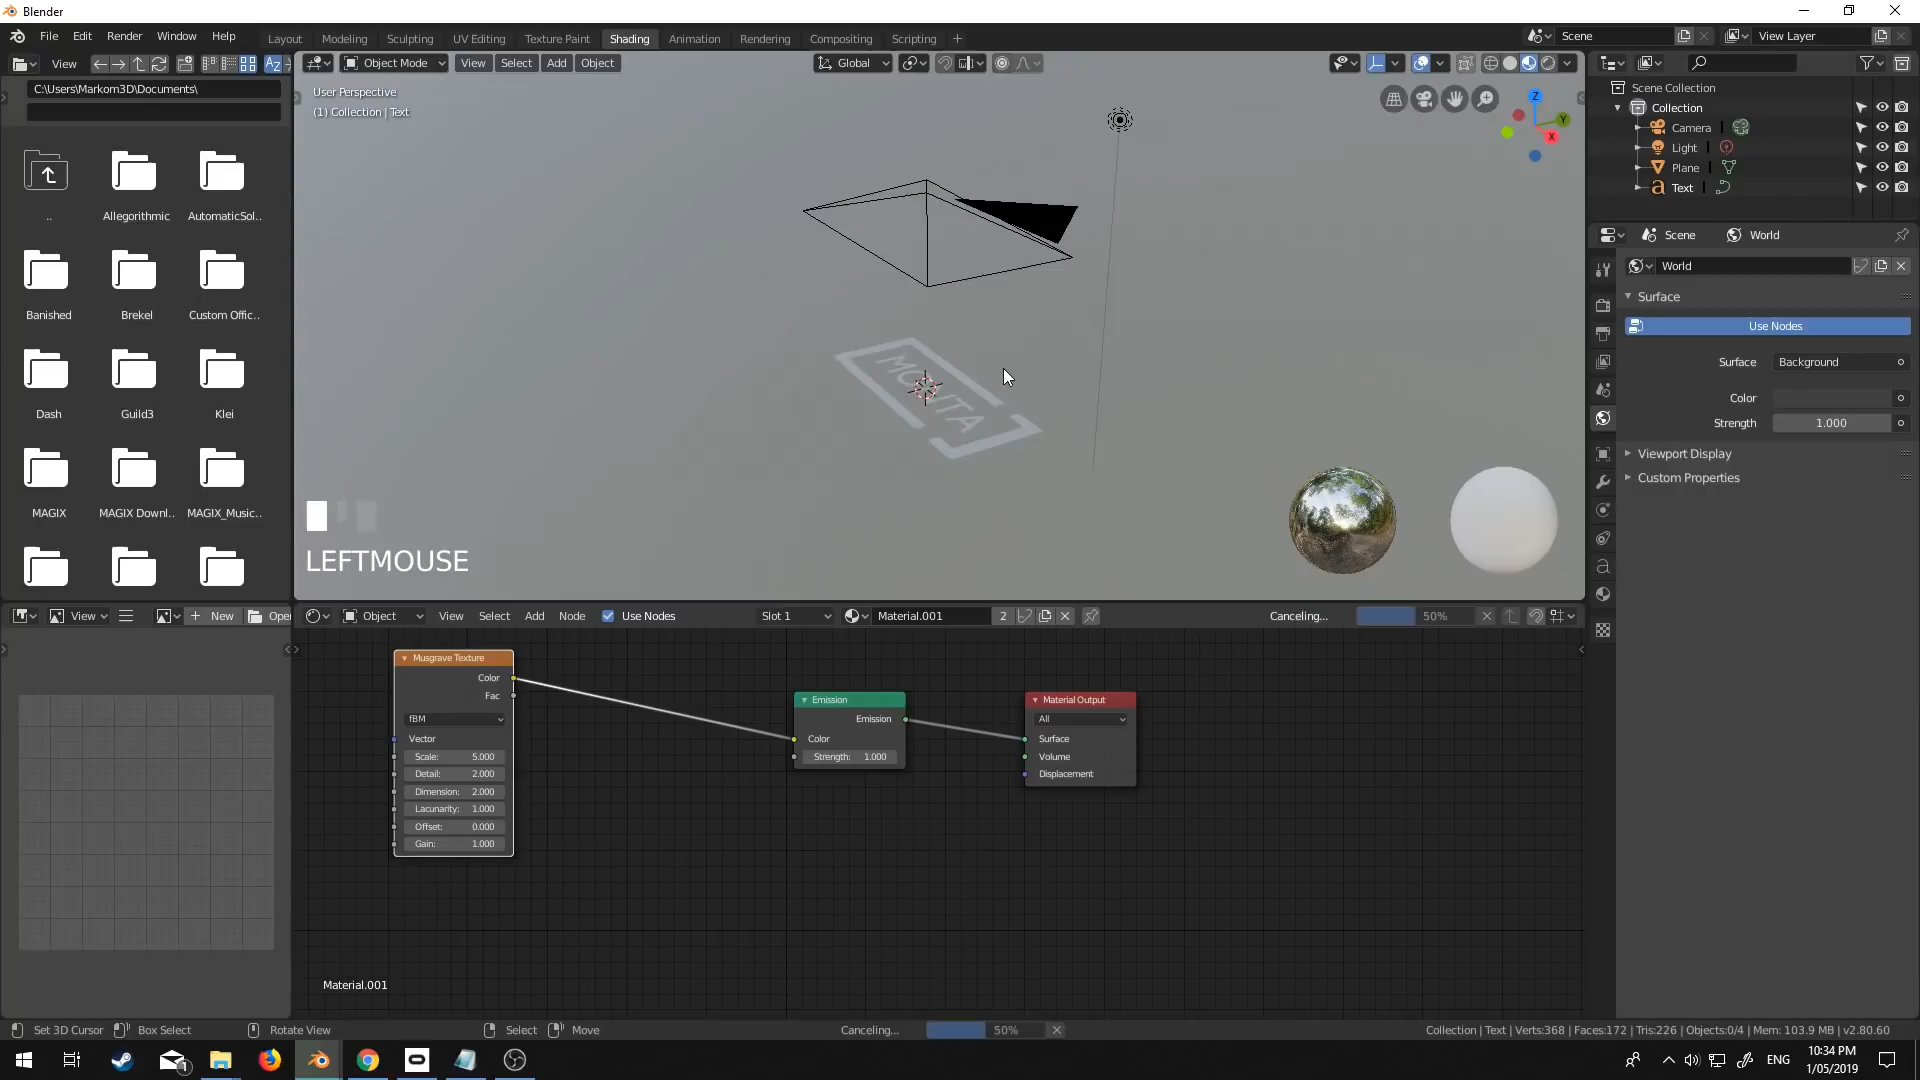 Blender
File Edit Render Window Help
Layout Modeling Sculpting UV Editing Texture Paint Shading Animation Rendering Compositing Scripting +
Scene
View Layer
View
Object Mode View Select Add Object
Global
C:\Users\Markom3D\Documents\
User Perspective
(1) Collection | Text
.. Allegorithmic AutomaticSol..
Banished Brekel Custom Offic..
Dash Guild3 Klei
MAGIX MAGIX Downl.. MAGIX_Music..
Z
Y
X
MONTA
LEFTMOUSE
Scene Collection
Collection
Camera
Light
Plane
Text
Scene World
World
Surface
Use Nodes
Surface Background
Color
Strength 1.000
Viewport Display
Custom Properties
View New Ope
Object View Select Add Node Use Nodes Slot 1 Material.001 2 Canceling... 50%
Musgrave Texture
Color
Fac
fBM
Vector
Scale: 5.000
Detail: 2.000
Dimension: 2.000
Lacunarity: 1.000
Offset: 0.000
Gain: 1.000
Emission
Emission
Color
Strength: 1.000
Material Output
All
Surface
Volume
Displacement
Material.001
Set 3D Cursor Box Select Rotate View Select Move Canceling... 50% Collection | Text | Verts:368 | Faces:172 | Tris:226 | Objects:0/4 | Mem: 103.9 MB | v2.80.60
1
ENG
10:34 PM
1/05/2019